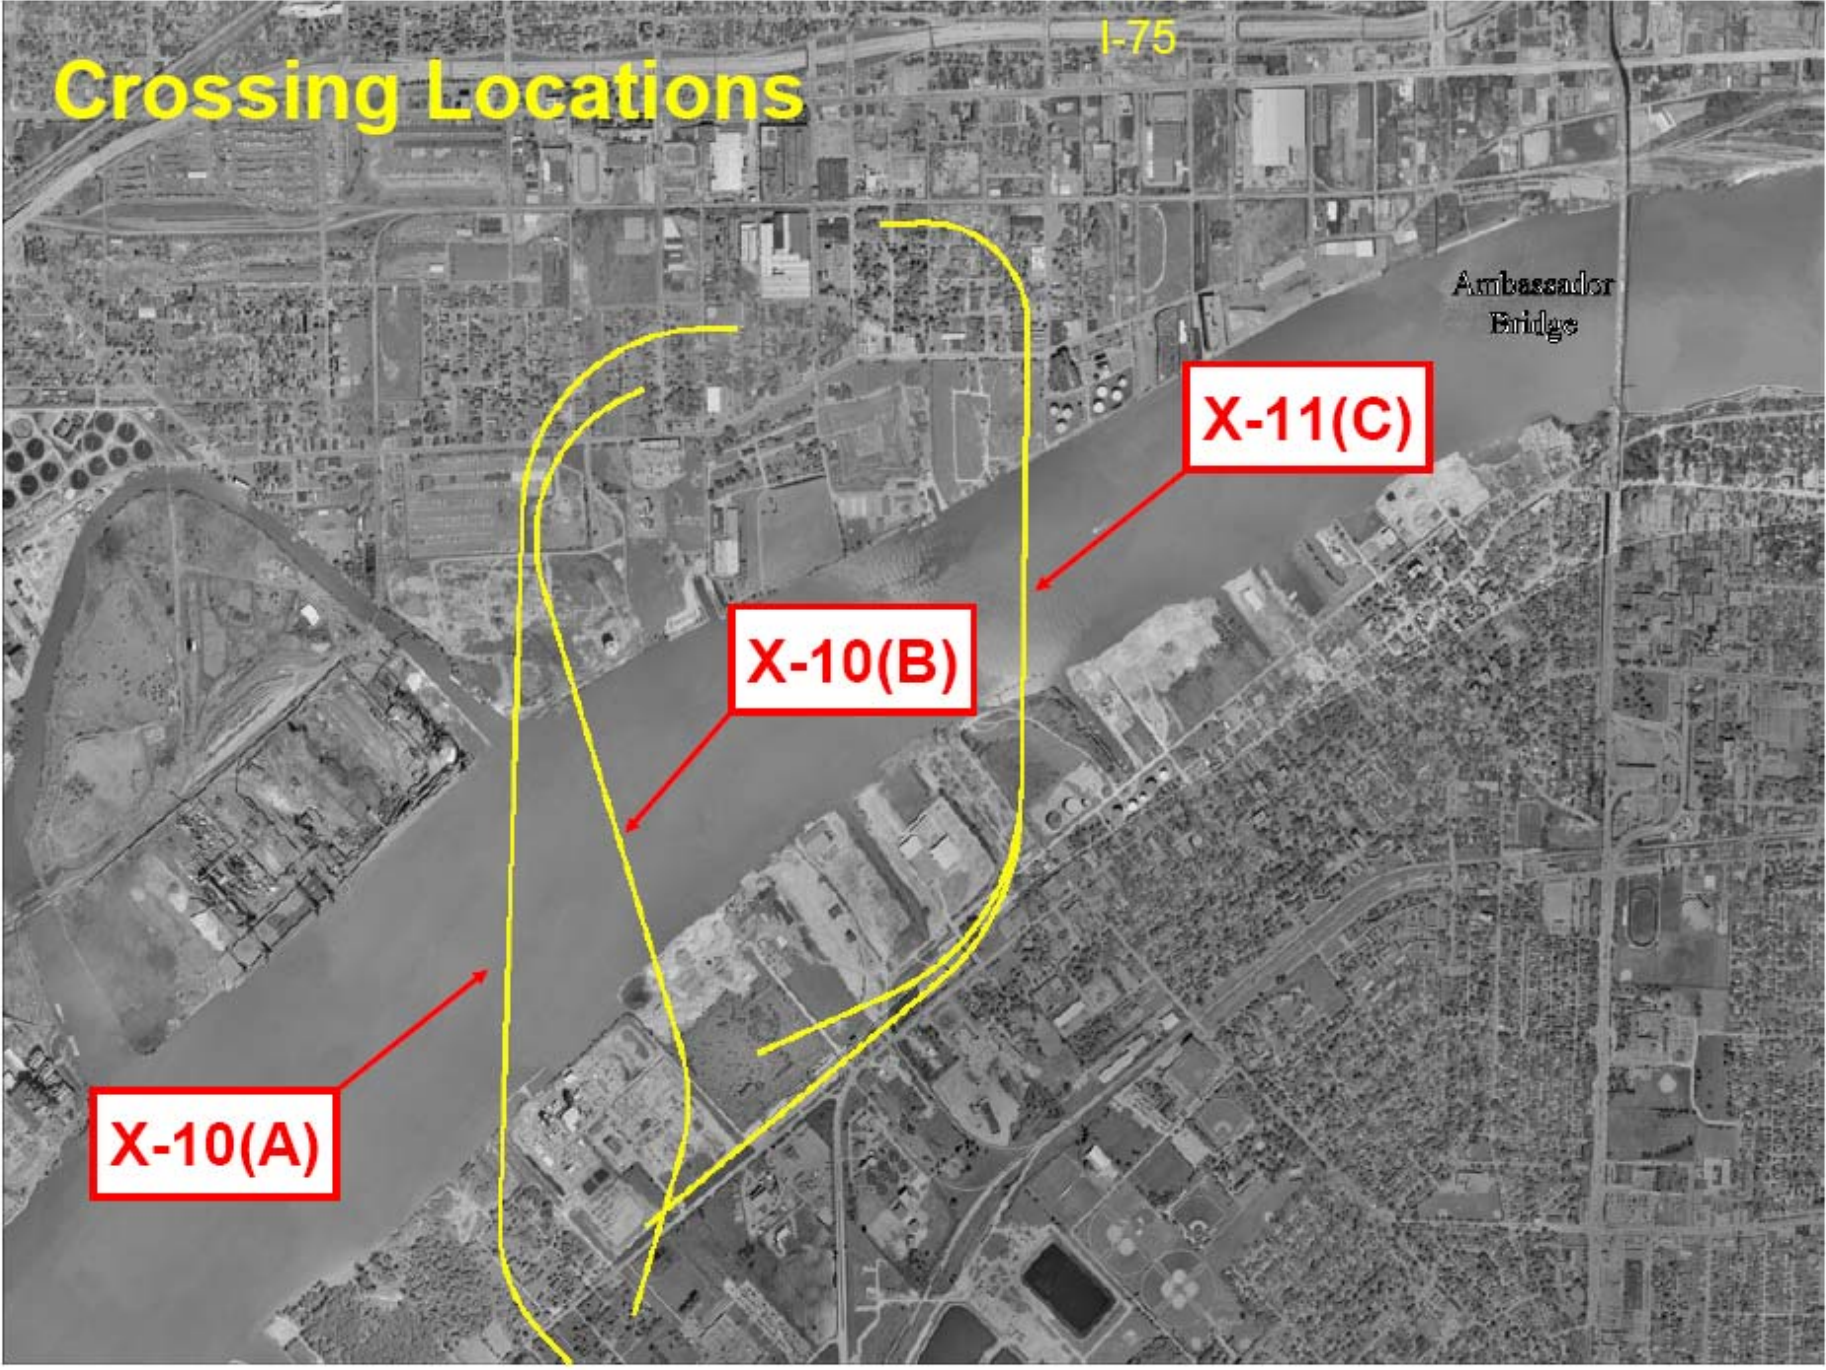 I-75
Crossing Locations
Ambassador
Bridge
X-11(C)
X-10(B)
X-10(A)